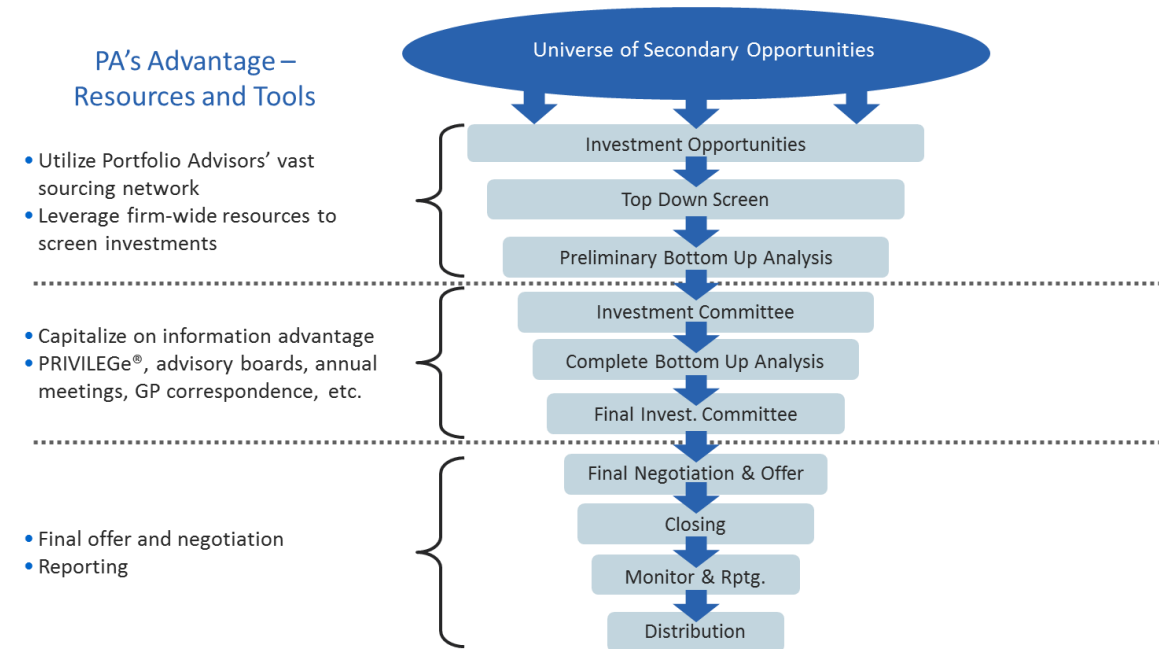 PA's Advantage –
Resources and Tools
• Utilize Portfolio Advisors' vast
sourcing network
• Leverage firm-wide resources to
screen investments
• Capitalize on information advantage
• PRIVILEGe®, advisory boards, annual
meetings, GP correspondence, etc.
• Final offer and negotiation
• Reporting
Universe of Secondary Opportunities
Investment Opportunities
Top Down Screen
Preliminary Bottom Up Analysis
Investment Committee
Complete Bottom Up Analysis
Final Invest. Committee
Final Negotiation & Offer
Closing
Monitor & Rptg.
Distribution